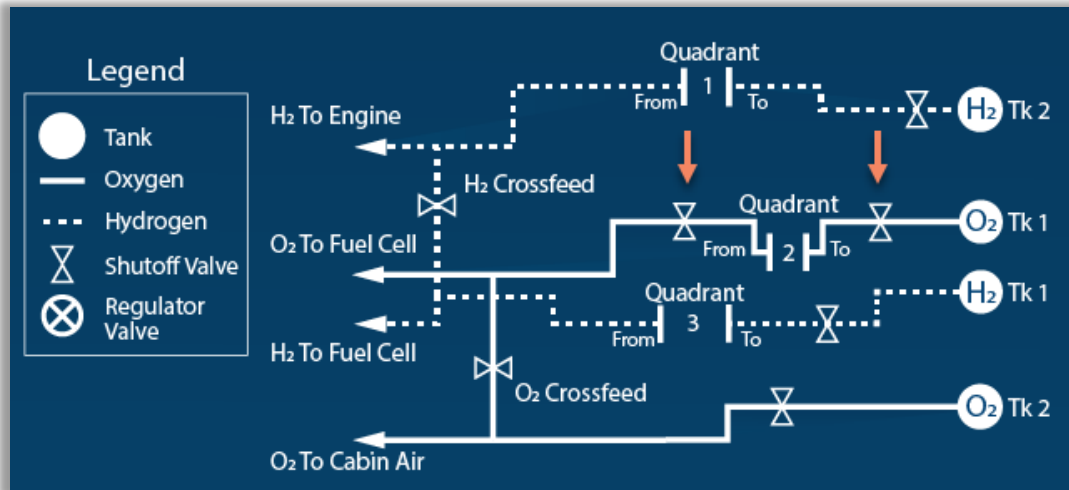 Legend
Tank
Oxygen
Hydrogen
Shutoff Valve
Regulator
Valve
Quadrant
1
From
To
H₂ To Engine
H₂
Tk 2
H₂ Crossfeed
Quadrant
2
From
To
O₂
Tk 1
O₂ To Fuel Cell
Quadrant
3
From
To
H₂
Tk 1
H₂ To Fuel Cell
O₂ Crossfeed
O₂
Tk 2
O₂ To Cabin Air